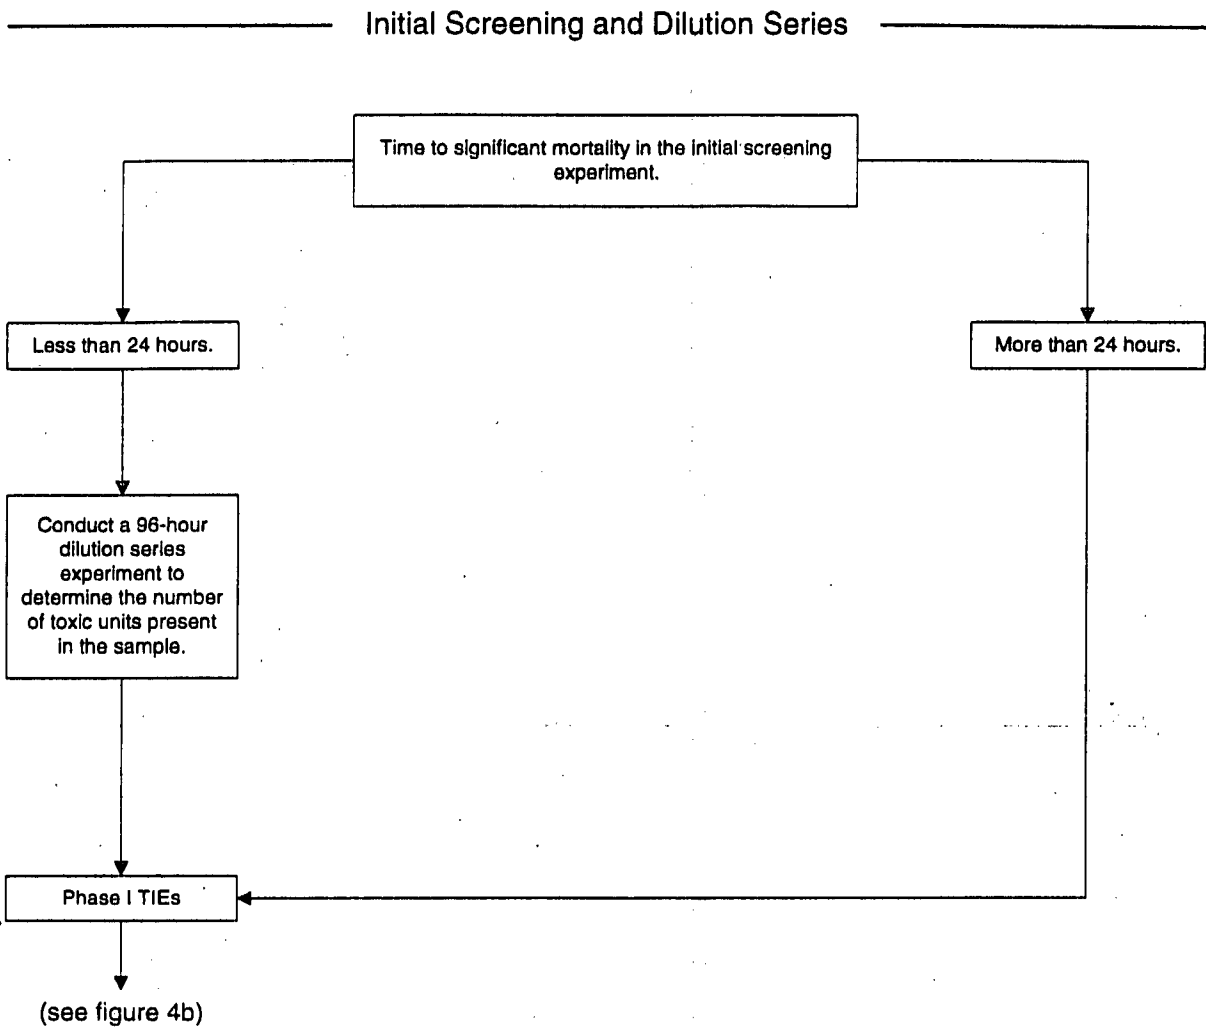 Initial Screening and Dilution Series
Time to significant mortality in the initial screening
experiment.
Less than 24 hours.
More than 24 hours.
Conduct a 96-hour
dilution series
experiment to
determine the number
of toxic units present
in the sample.
Phase I TIEs
(see figure 4b)